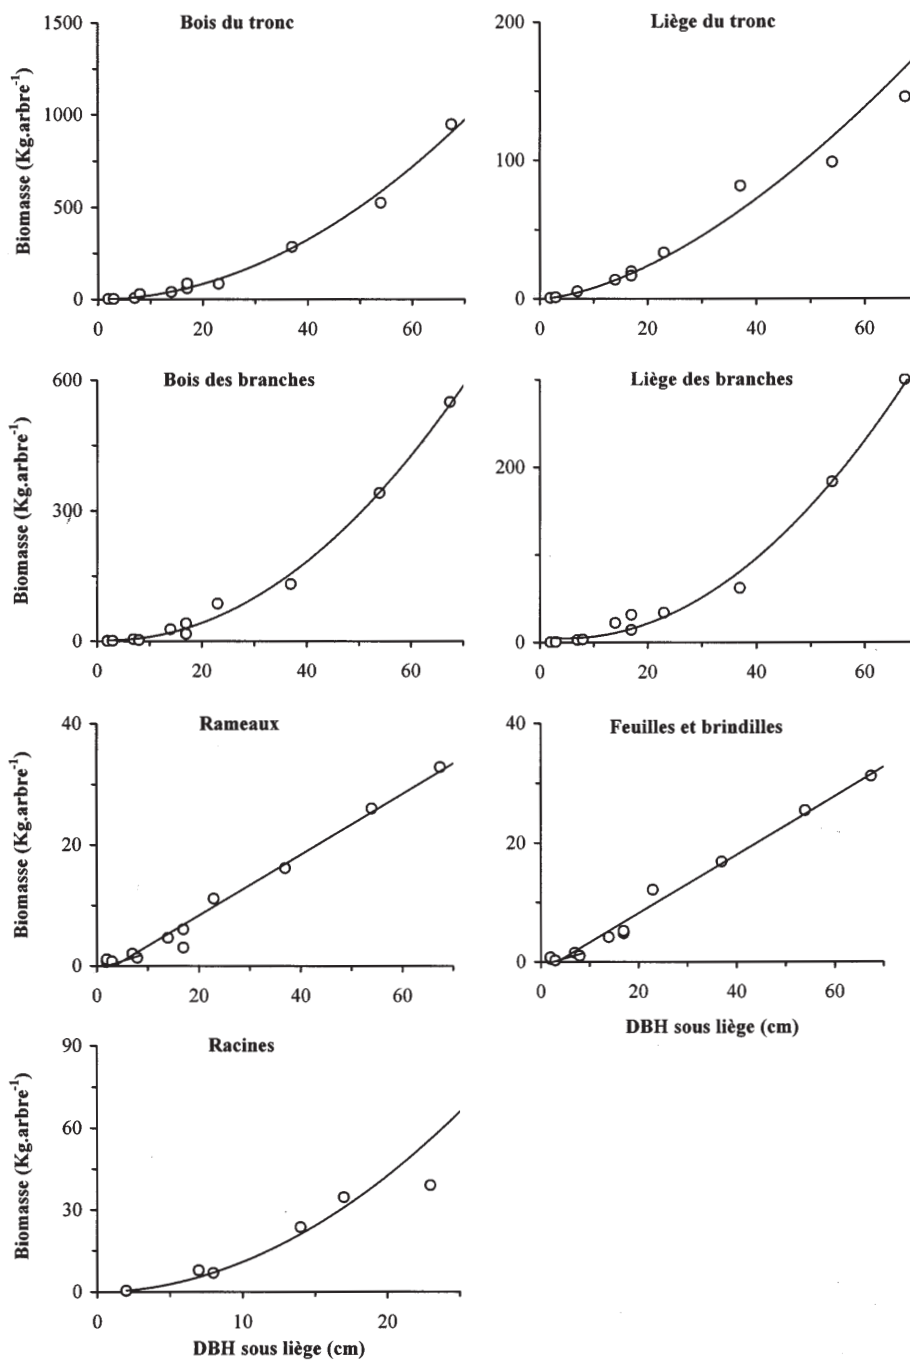 Bois du tronc
1500
1000
500
0
Biomasse (Kg.arbre⁻¹)
0 20 40 60
Liège du tronc
200
100
0
0 20 40 60
Bois des branches
600
300
0
Biomasse (Kg.arbre⁻¹)
0 20 40 60
Liège des branches
200
0
0 20 40 60
Rameaux
40
20
0
Biomasse (Kg.arbre⁻¹)
0 20 40 60
Feuilles et brindilles
40
20
0
0 20 40 60
DBH sous liège (cm)
Racines
90
60
30
0
Biomasse (Kg.arbre⁻¹)
0 10 20
DBH sous liège (cm)